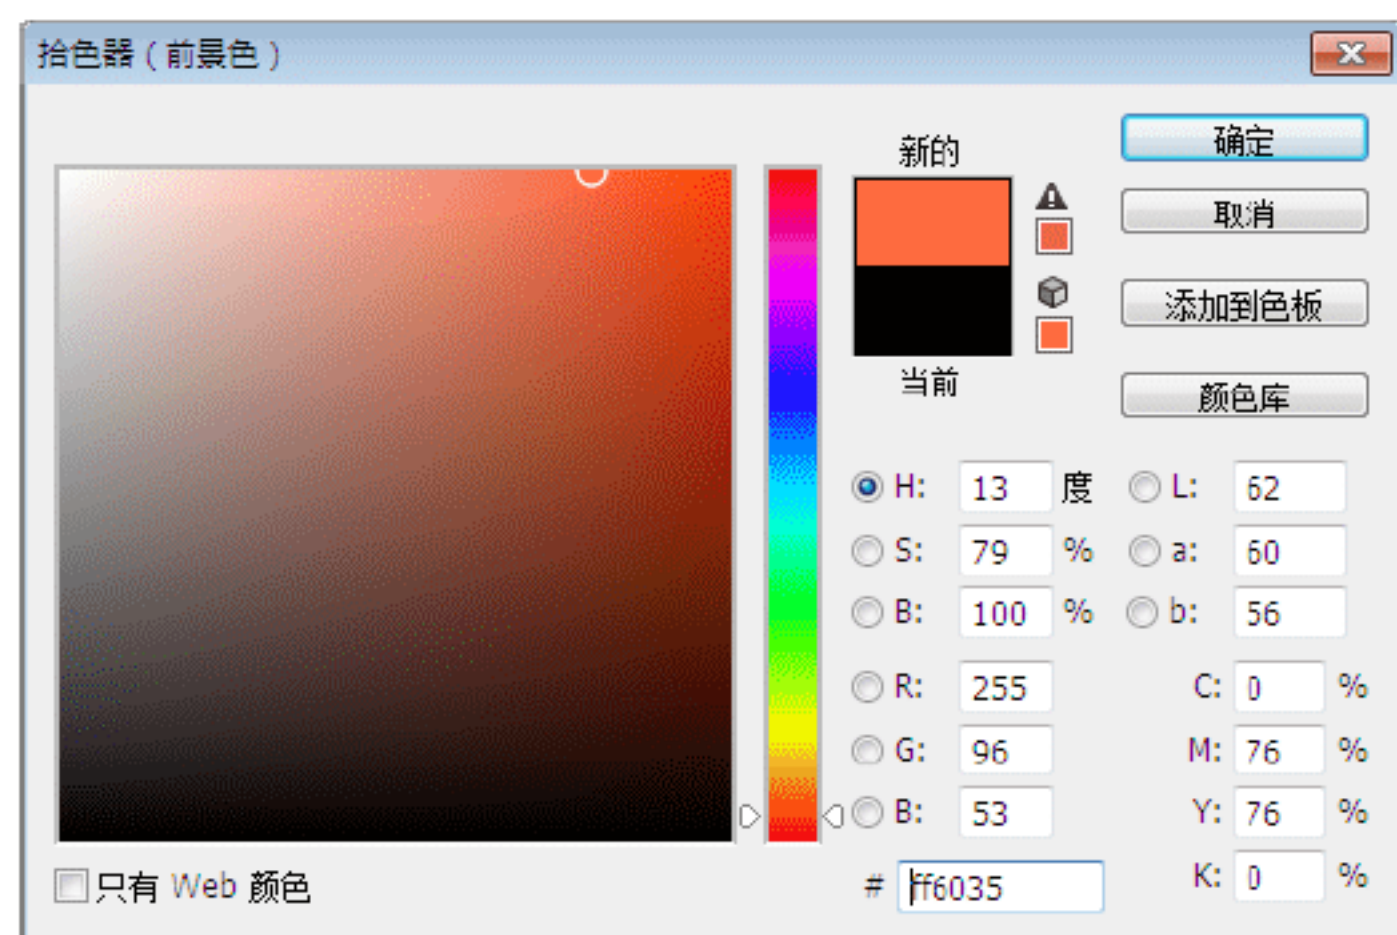 拾色器（前景色）
新的
当前
确定
取消
添加到色板
颜色库
H: 13 度
S: 79 %
B: 100 %
R: 255
G: 96
B: 53
# ff6035
L: 62
a: 60
b: 56
C: 0 %
M: 76 %
Y: 76 %
K: 0 %
只有 Web 颜色